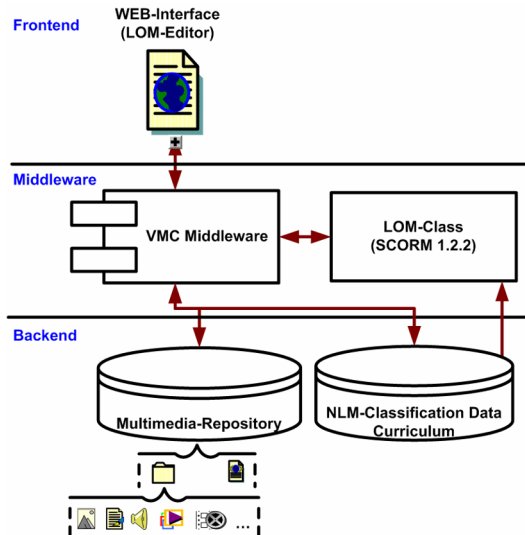 WEB-Interface
(LOM-Editor)
Frontend
Middleware
VMC Middleware
LOM-Class
(SCORM 1.2.2)
Backend
Multimedia-Repository
NLM-Classification Data
Curriculum
...